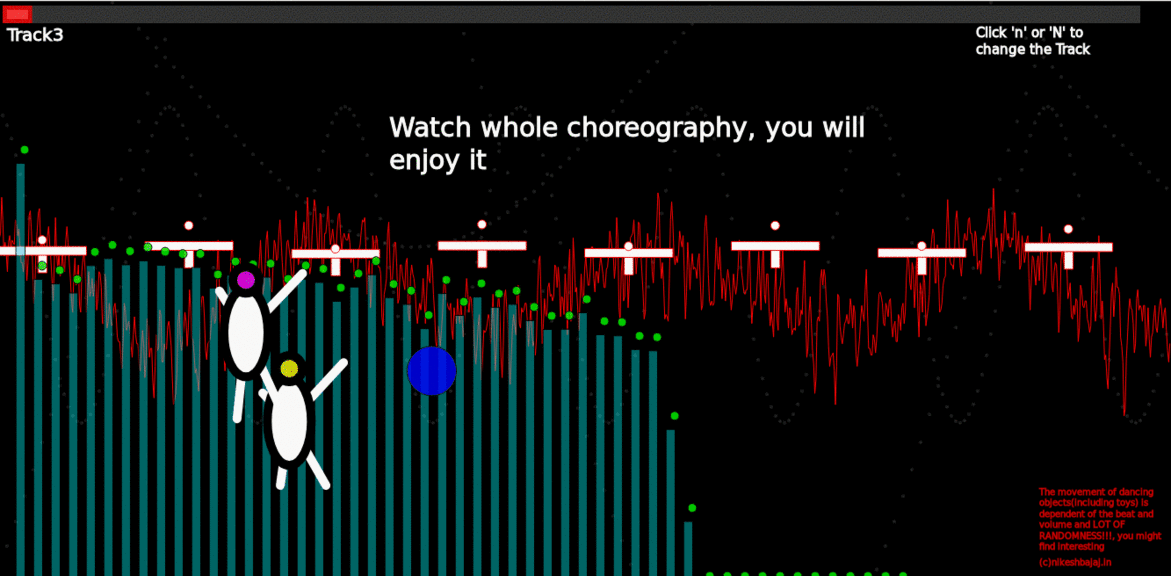 Track3
Click 'n' or 'N' to
change the Track
Watch whole choreography, you will
enjoy it
The movement of dancing
objects(including toys) is
dependent of the beat and
volume and LOT OF
RANDOMNESS!!!, you might
find interesting
(c)nikeshbajaj.in